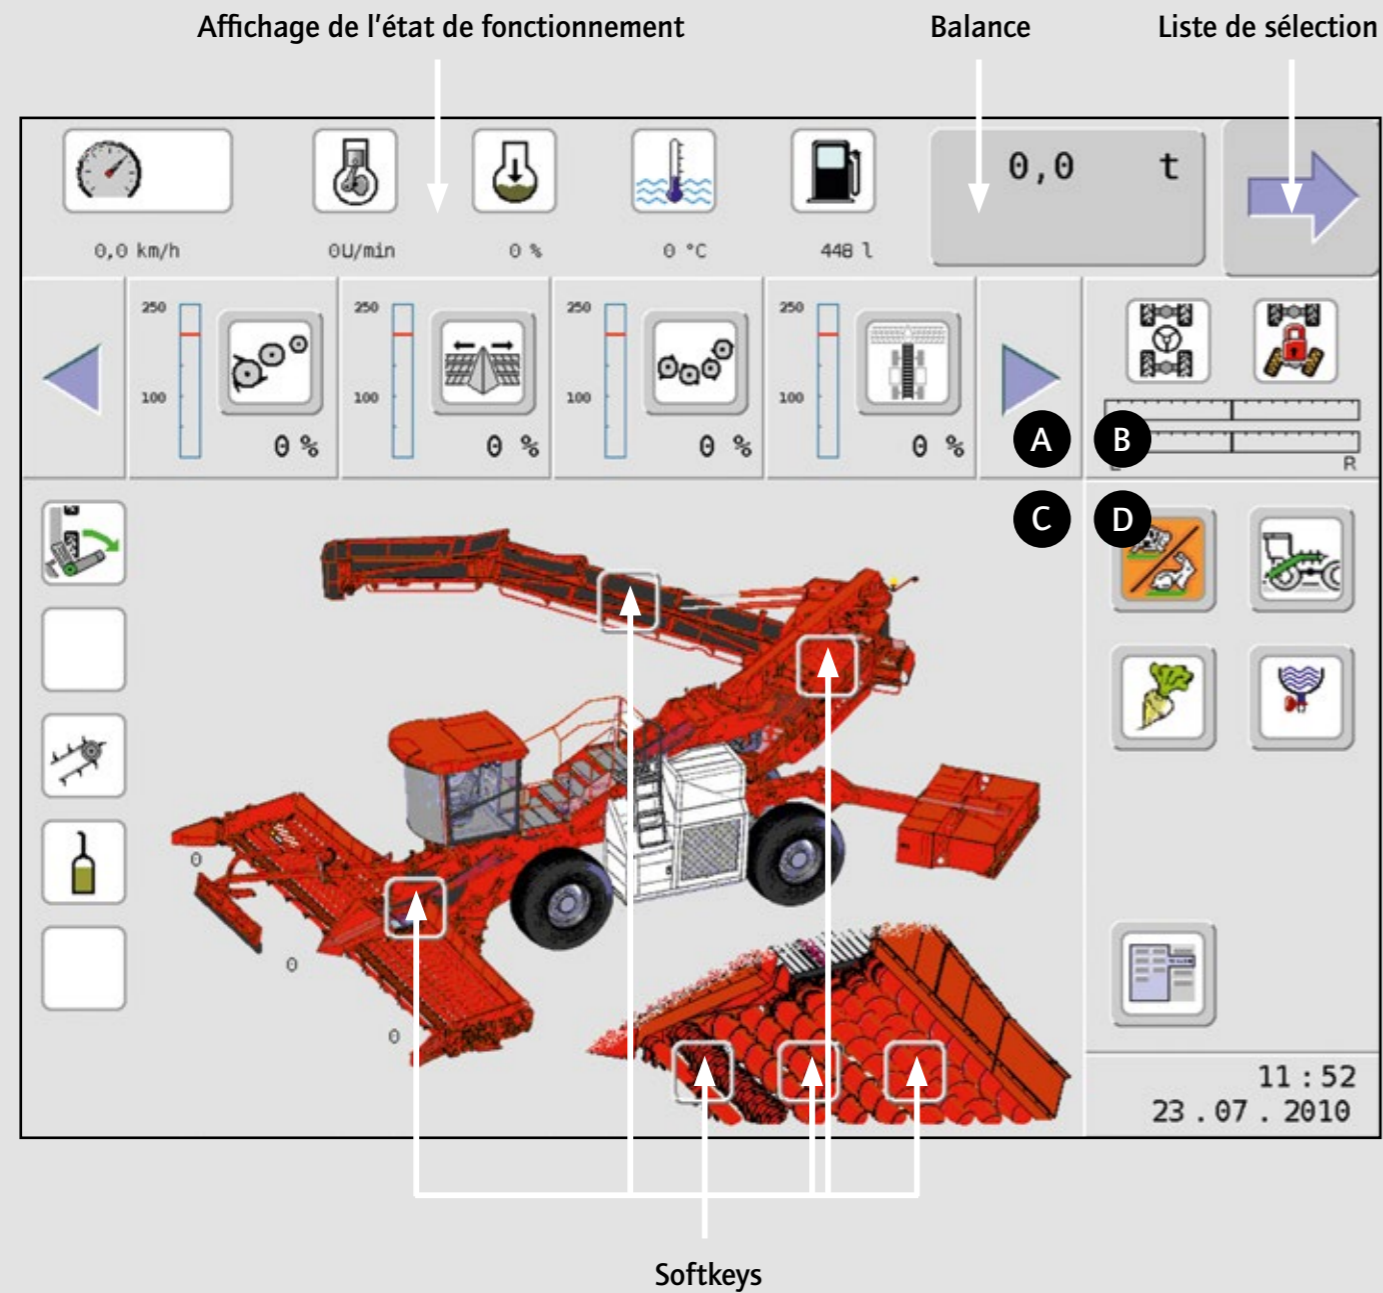 Affichage de l'état de fonctionnement Balance Liste de sélection
0,0 t
0,0 km/h 0U/min 0 % 0 °C 448 l
250 250 250 250
100 100 100 100
0 % 0 % 0 % 0 %
A B
R
C D
0
0
0
11:52
23.07.2010
Softkeys